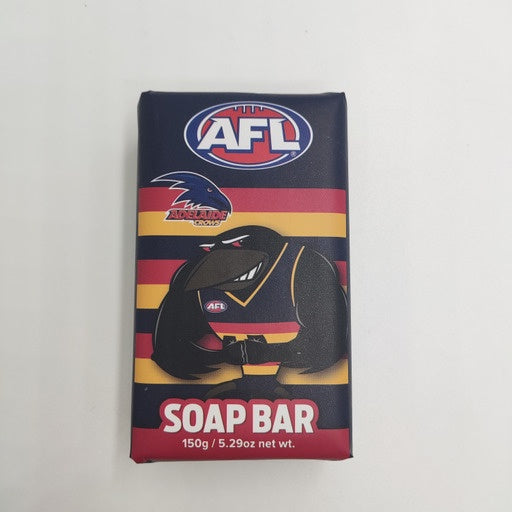 AFL
ADELAIDE
CROWS
AFL
SOAP BAR
150g / 5.29oz net wt.